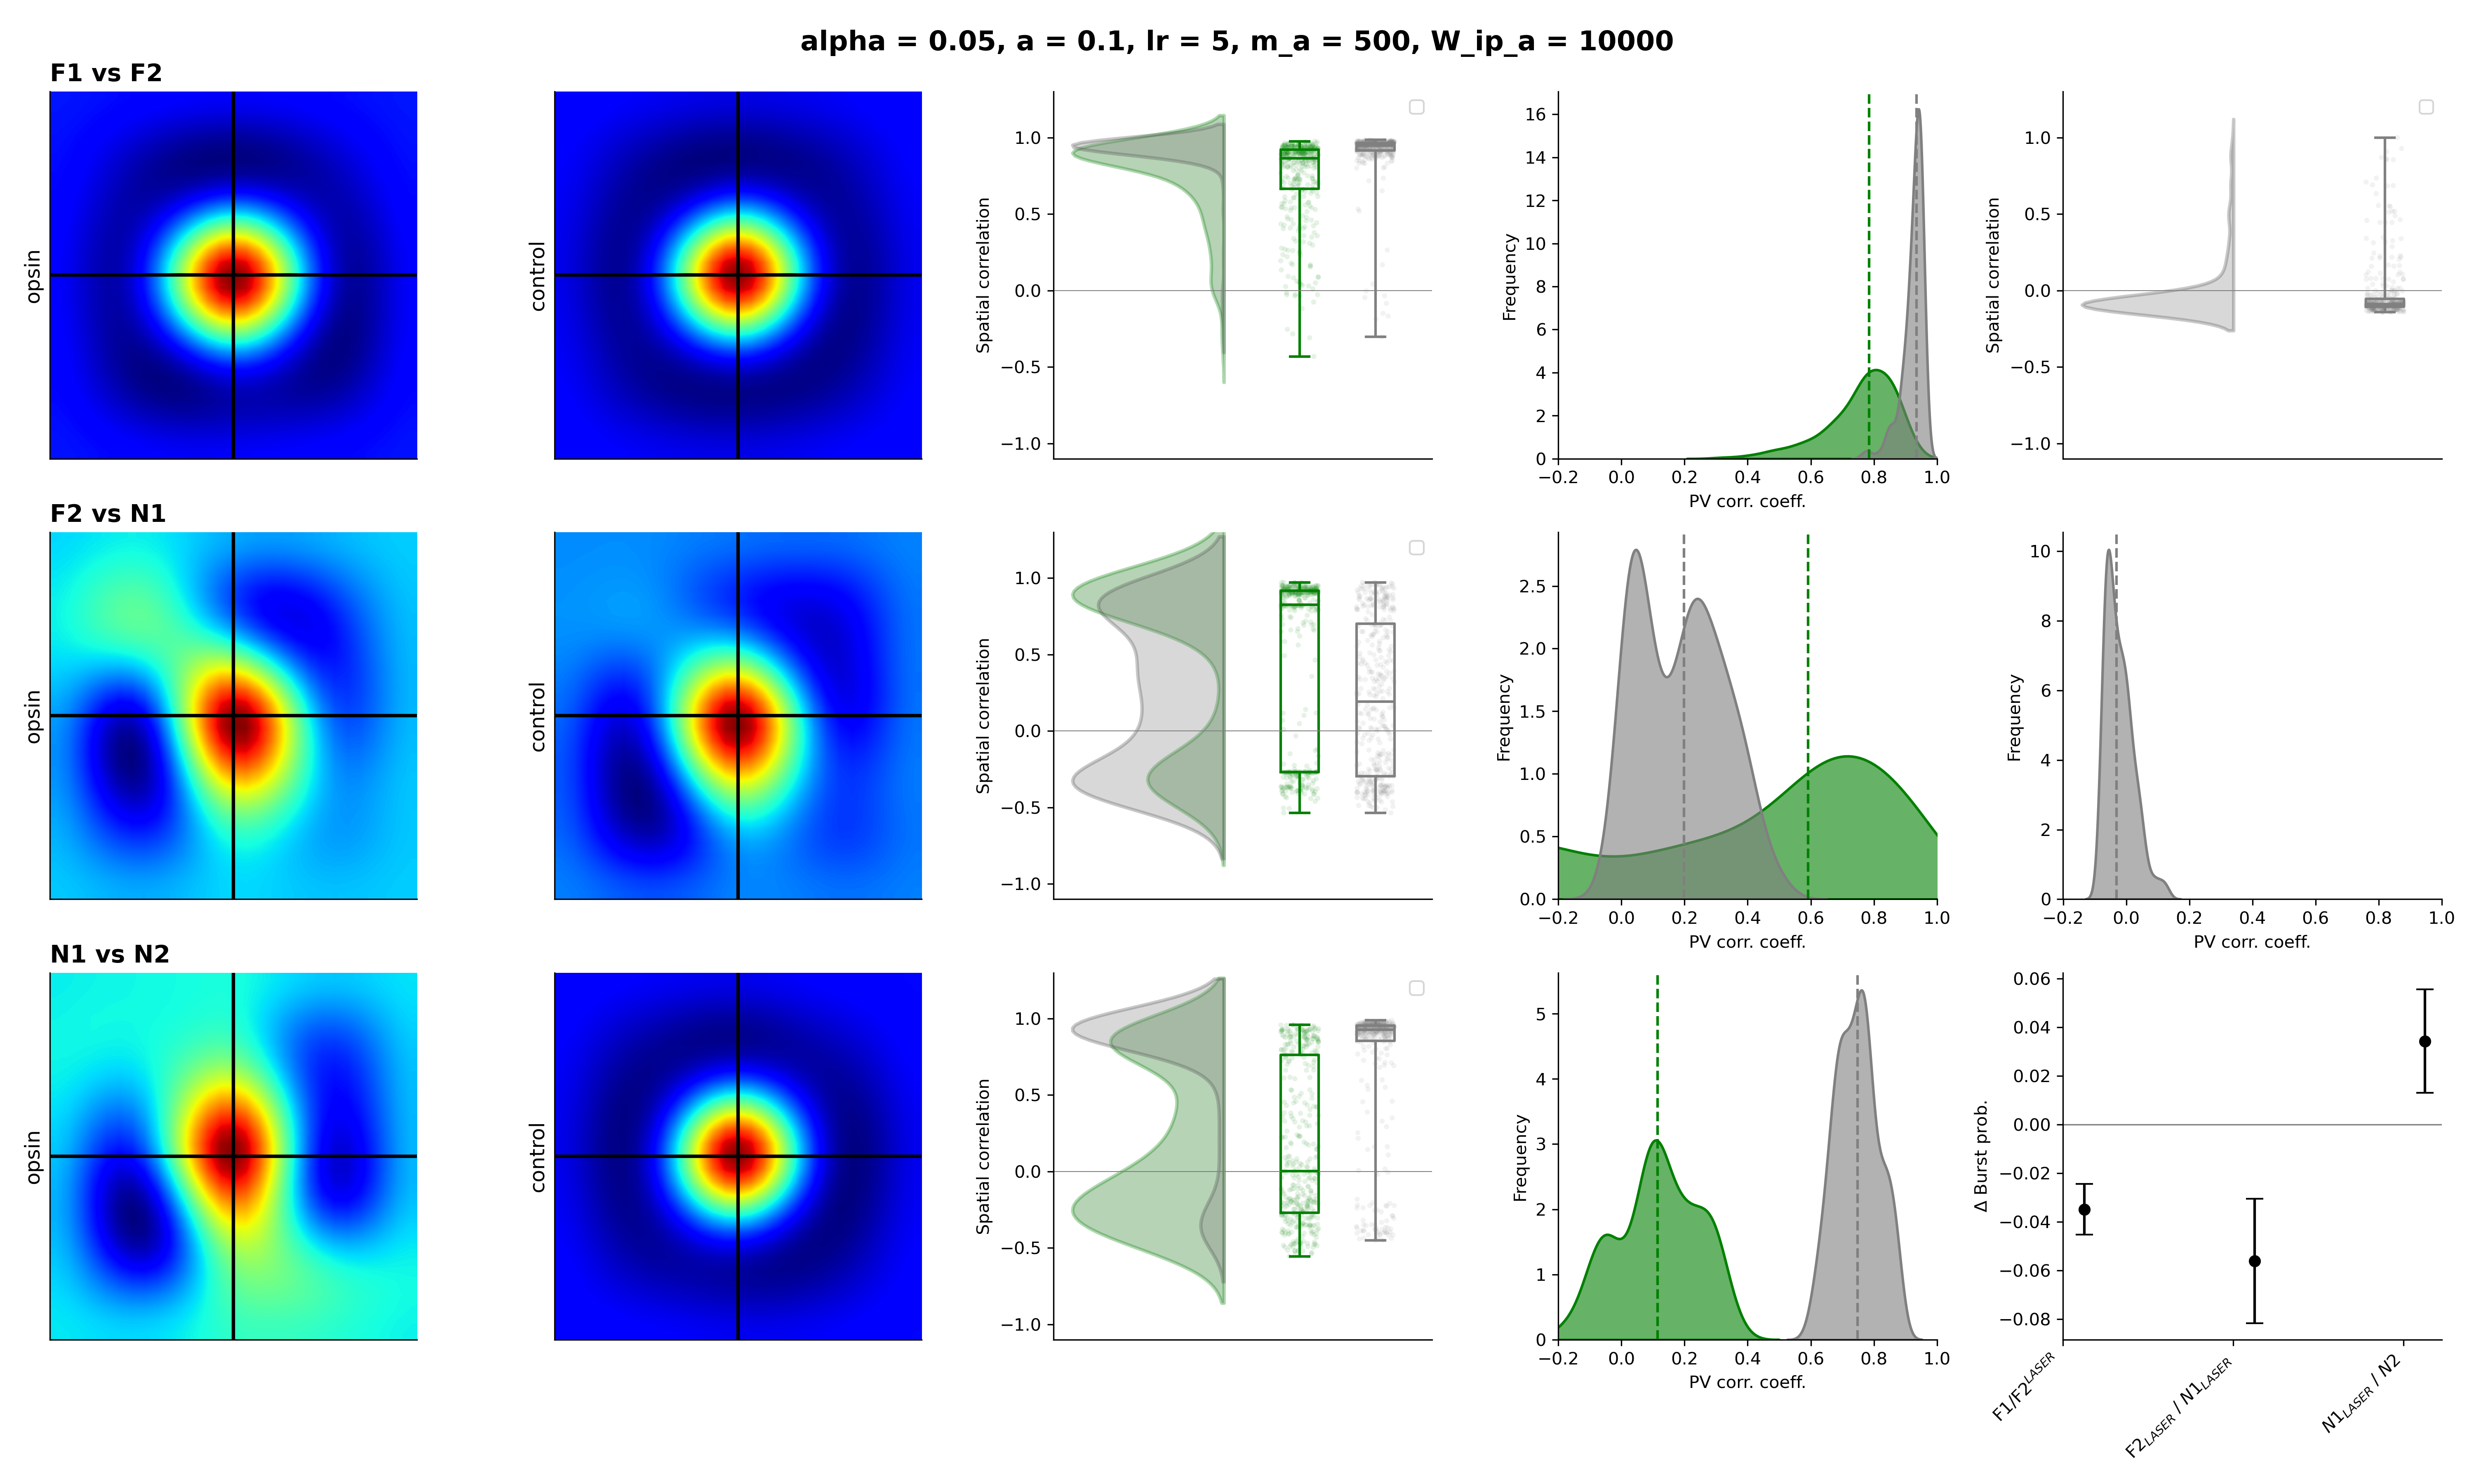 alpha = 0.05, a = 0.1, lr = 5, m_a = 500, W_ip_a = 10000
F1 vs F2
opsin
control
Spatial correlation
1.0
0.5
0.0
−0.5
−1.0
Frequency
16
14
12
10
8
6
4
2
0
−0.2 0.0 0.2 0.4 0.6 0.8 1.0
PV corr. coeff.
Spatial correlation
1.0
0.5
0.0
−0.5
−1.0
F2 vs N1
opsin
control
Spatial correlation
1.0
0.5
0.0
−0.5
−1.0
Frequency
2.5
2.0
1.5
1.0
0.5
0.0
−0.2 0.0 0.2 0.4 0.6 0.8 1.0
PV corr. coeff.
Frequency
10
8
6
4
2
0
−0.2 0.0 0.2 0.4 0.6 0.8 1.0
PV corr. coeff.
N1 vs N2
opsin
control
Spatial correlation
1.0
0.5
0.0
−0.5
−1.0
Frequency
5
4
3
2
1
0
−0.2 0.0 0.2 0.4 0.6 0.8 1.0
PV corr. coeff.
Δ Burst prob.
0.06
0.04
0.02
0.00
−0.02
−0.04
−0.06
−0.08
F1/F2LASER
F2LASER / N1LASER
N1LASER / N2